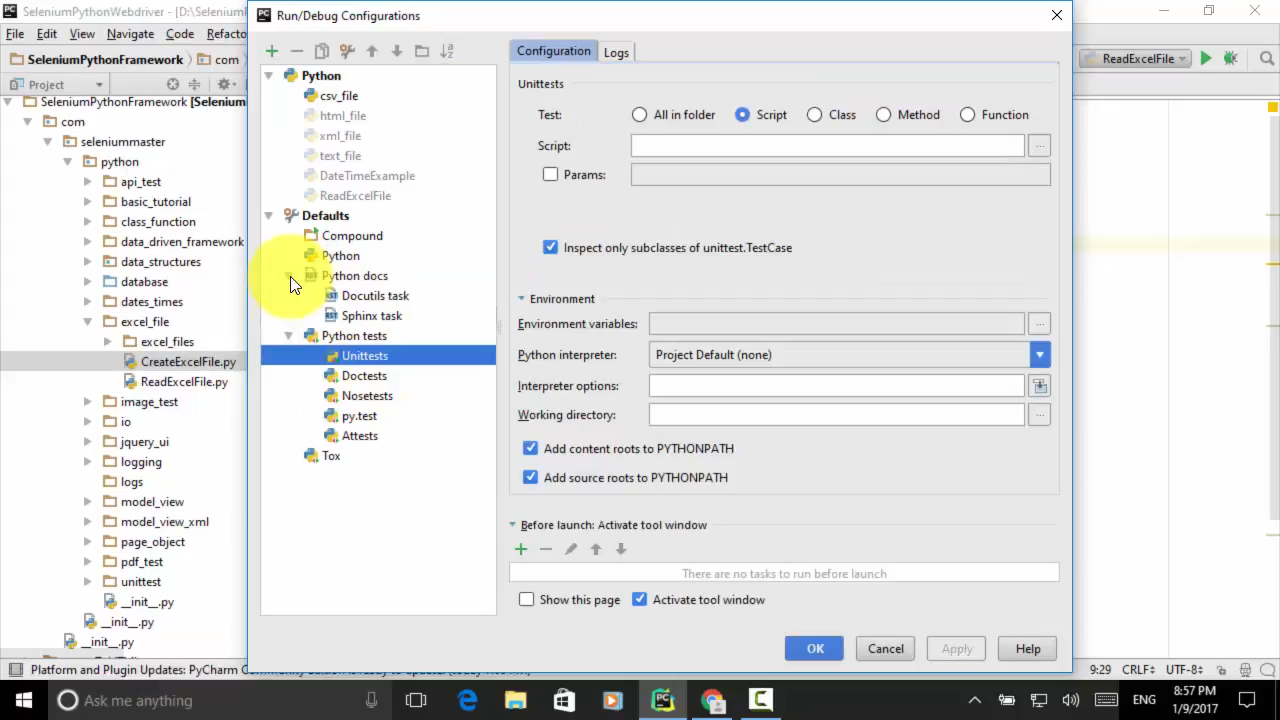 SeleniumPythonWebdriver - [D:\Selenium
File Edit View Navigate Code Refacto
SeleniumPythonFramework com
Project
SeleniumPythonFramework [Seleniu
com
seleniummaster
python
api_test
basic_tutorial
class_function
data_driven_framework
data_structures
database
dates_times
excel_file
excel_files
CreateExcelFile.py
ReadExcelFile.py
image_test
io
jquery_ui
logging
logs
model_view
model_view_xml
page_object
pdf_test
unittest
__init__.py
__init__.py
__init__.py
Run/Debug Configurations
Python
csv_file
html_file
xml_file
text_file
DateTimeExample
ReadExcelFile
Defaults
Compound
Python
Python docs
Docutils task
Sphinx task
Python tests
Unittests
Doctests
Nosetests
py.test
Attests
Tox
Configuration Logs
Unittests
Test: All in folder Script Class Method Function
Script:
Params:
Inspect only subclasses of unittest.TestCase
Environment
Environment variables:
Python interpreter: Project Default (none)
Interpreter options:
Working directory:
Add content roots to PYTHONPATH
Add source roots to PYTHONPATH
Before launch: Activate tool window
There are no tasks to run before launch
Show this page Activate tool window
OK Cancel Apply Help
ReadExcelFile
Platform and Plugin Updates: PyCharm
9:29 CRLF UTF-8
Ask me anything
ENG
8:57 PM
1/9/2017